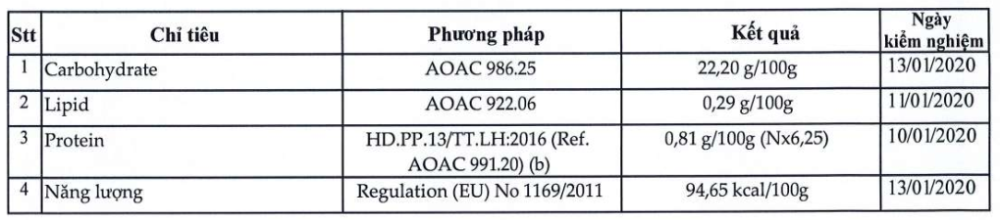 Stt Chỉ tiêu Phương pháp Kết quả Ngày kiểm nghiệm
1 Carbohydrate AOAC 986.25 22,20 g/100g 13/01/2020
2 Lipid AOAC 922.06 0,29 g/100g 11/01/2020
3 Protein HD.PP.13/TT.LH:2016 (Ref. 0,81 g/100g (Nx6,25) 10/01/2020
AOAC 991.20) (b)
4 Năng lượng Regulation (EU) No 1169/2011 94,65 kcal/100g 13/01/2020